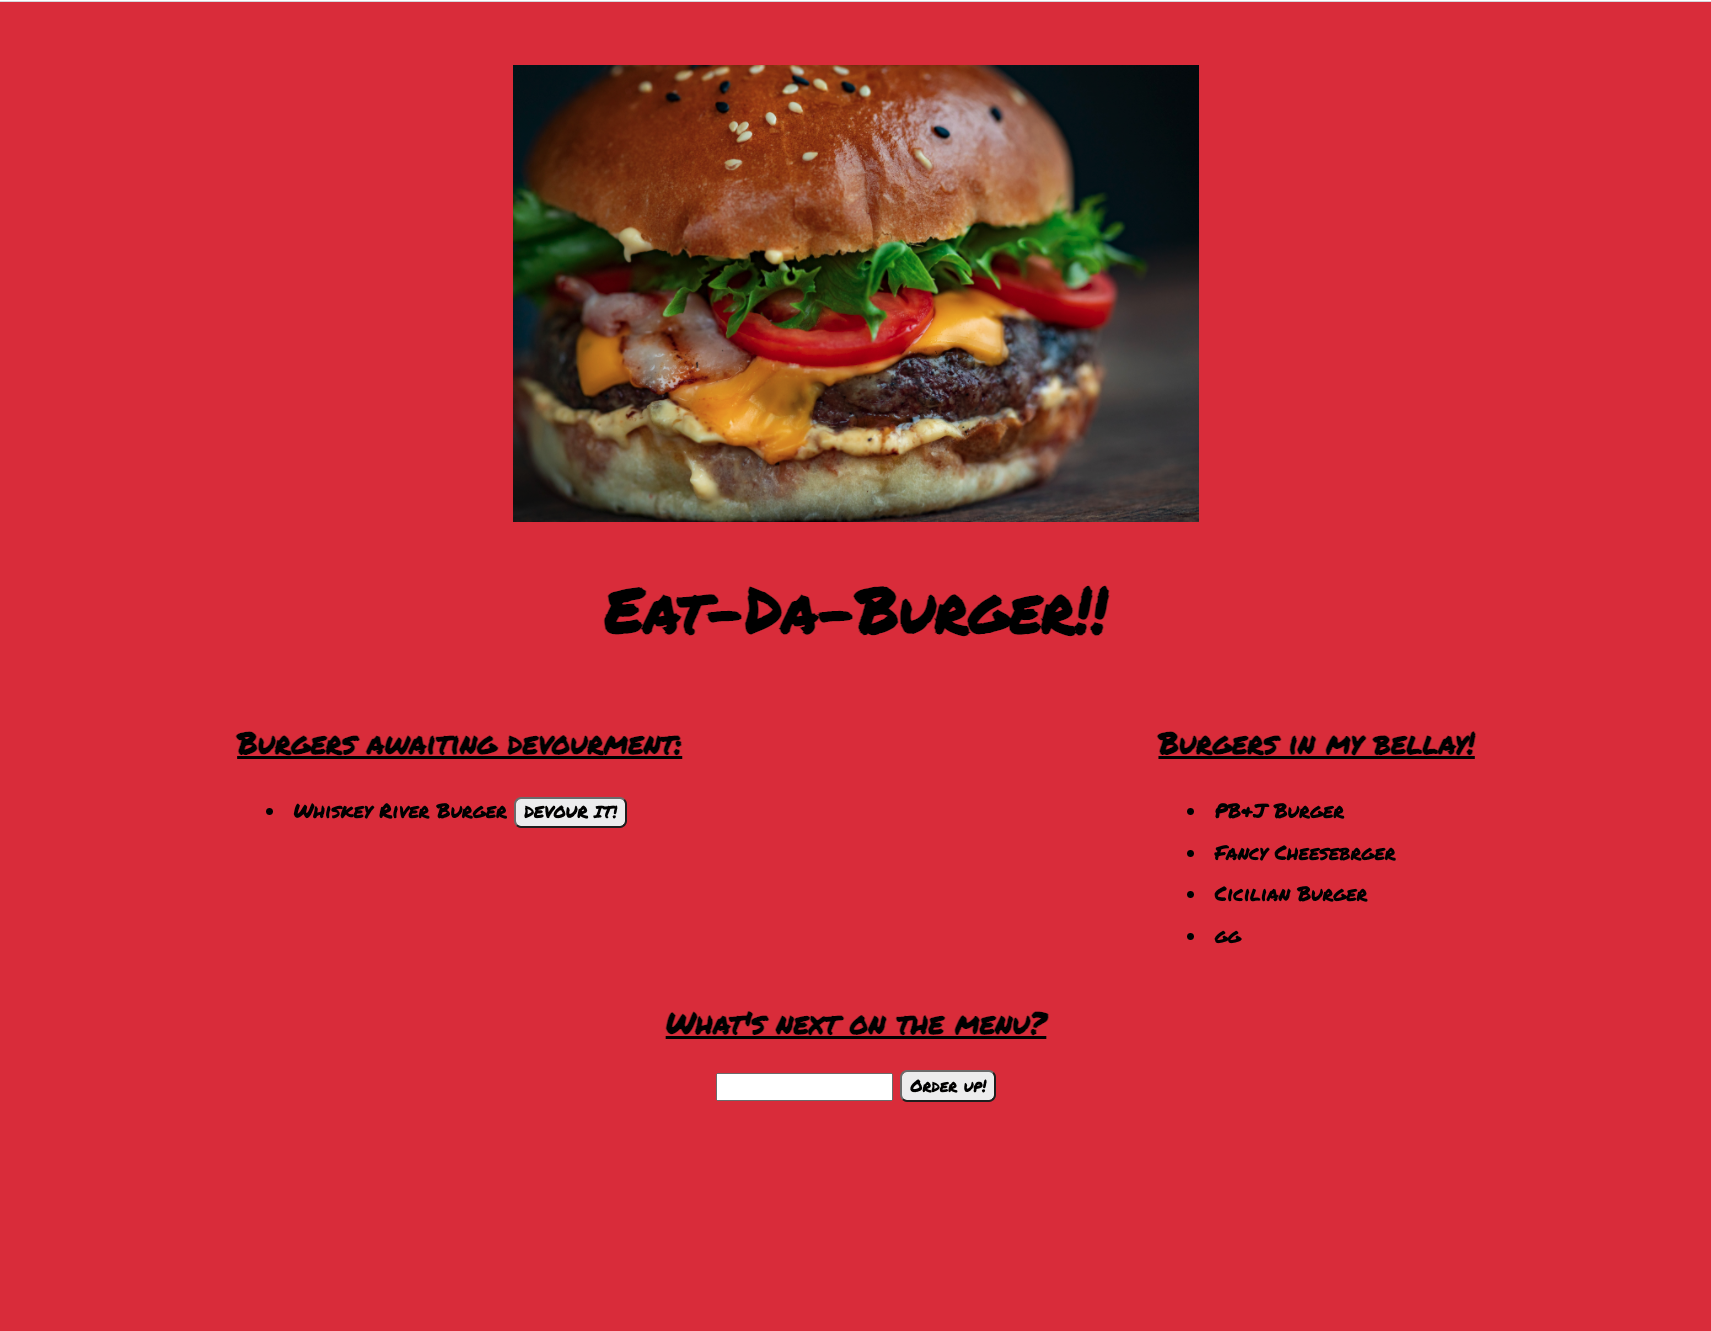 Eat-Da-Burger!!
Burgers awaiting devourment:
Whiskey River Burger DEVOUR IT!
Burgers in my bellay!
PB&J Burger
Fancy Cheesebrger
Cicilian Burger
gg
What's next on the menu?
Order up!